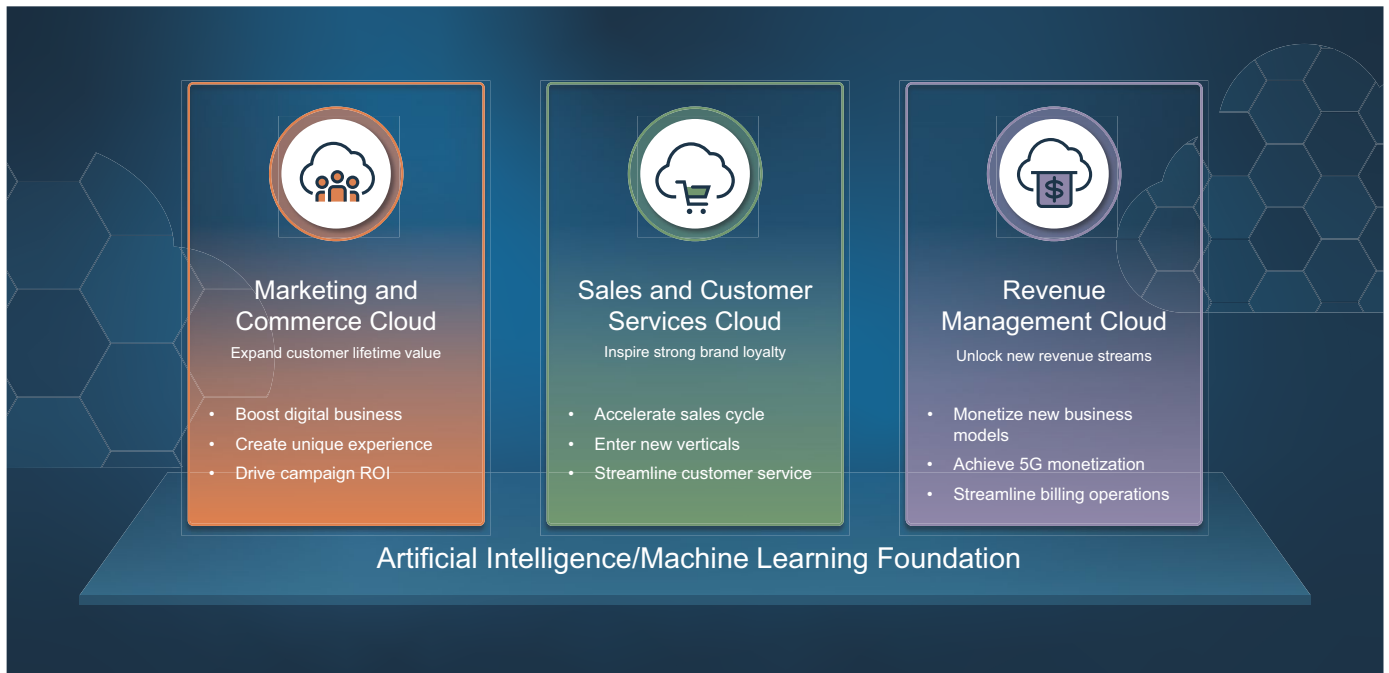 Marketing and
Commerce Cloud
Expand customer lifetime value
• Boost digital business
• Create unique experience
• Drive campaign ROI
Sales and Customer
Services Cloud
Inspire strong brand loyalty
• Accelerate sales cycle
• Enter new verticals
• Streamline customer service
$
Revenue
Management Cloud
Unlock new revenue streams
• Monetize new business
models
• Achieve 5G monetization
• Streamline billing operations
Artificial Intelligence/Machine Learning Foundation